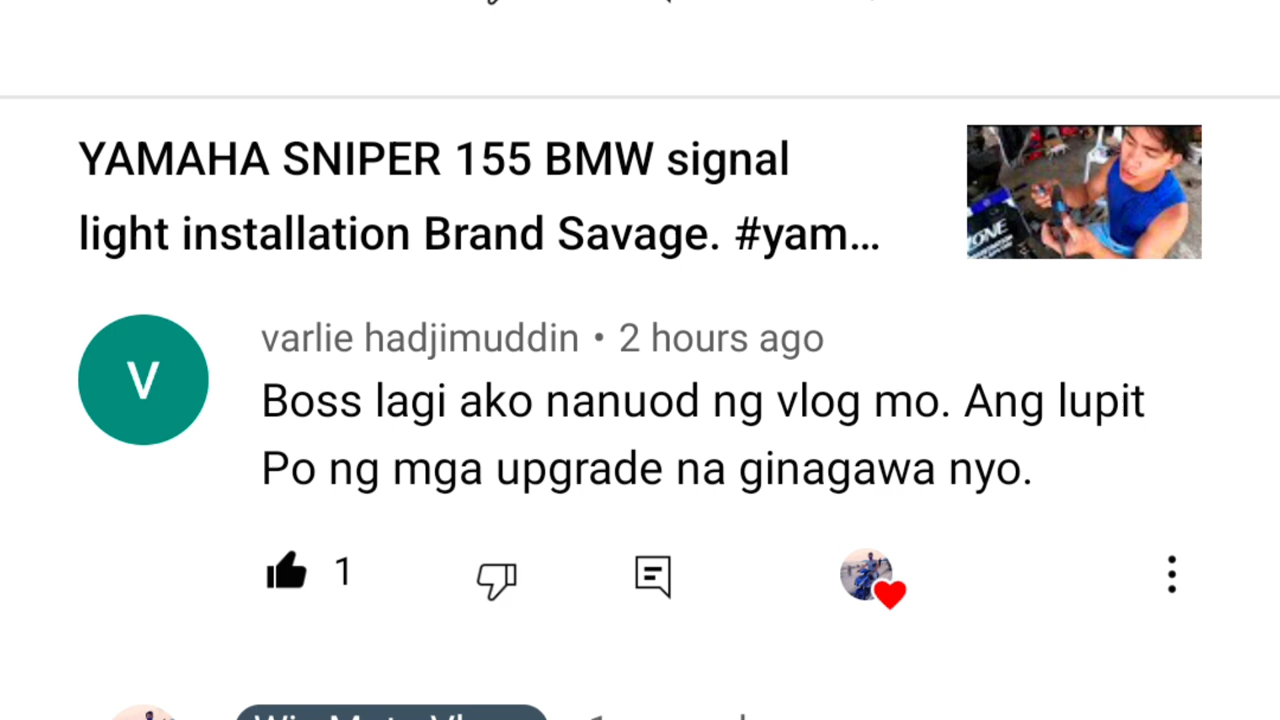 YAMAHA SNIPER 155 BMW signal
light installation Brand Savage. #yam...
ZONE
varlie hadjimuddin • 2 hours ago
V
Boss lagi ako nanuod ng vlog mo. Ang lupit
Po ng mga upgrade na ginagawa nyo.
1